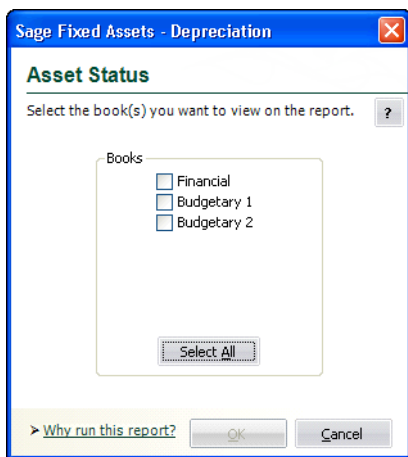 Sage Fixed Assets - Depreciation
Asset Status
Select the book(s) you want to view on the report.
?
Books
Financial
Budgetary 1
Budgetary 2
Select All
➤ Why run this report?
OK
Cancel